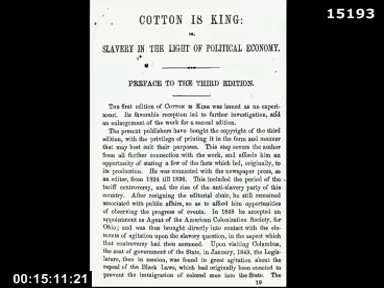 15193
COTTON IS KING:
OR,
SLAVERY IN THE LIGHT OF POLITICAL ECONOMY.
PREFACE TO THE THIRD EDITION.
THE first edition of COTTON IS KING was issued as an experi-
ment. Its favorable reception led to further investigation, and
an enlargement of the work for a second edition.
The present publishers have bought the copyright of the third
edition, with the privilege of printing it in the form and manner
that may best suit their purposes. This step severs the author
from all further connection with the work, and affords him an
opportunity of stating a few of the facts which led, originally, to
its production. He was connected with the newspaper press, as
an editor, from 1824 till 1836. This included the period of the
tariff controversy, and the rise of the anti-slavery party of this
country. After resigning the editorial chair, he still remained
associated with public affairs, so as to afford him opportunities
of observing the progress of events. In 1848 he accepted an
appointment as Agent of the American Colonization Society, for
Ohio; and was thus brought directly into contact with the ele-
ments of agitation upon the slavery question, in the aspect which
that controversy had then assumed. Upon visiting Columbus,
the seat of government of the State, in January, 1849, the Legis-
lature, then in session, was found in great agitation about the
repeal of the Black Laws, which had originally been enacted to
prevent the immigration of colored men into the State. The
19
00:15:11:21